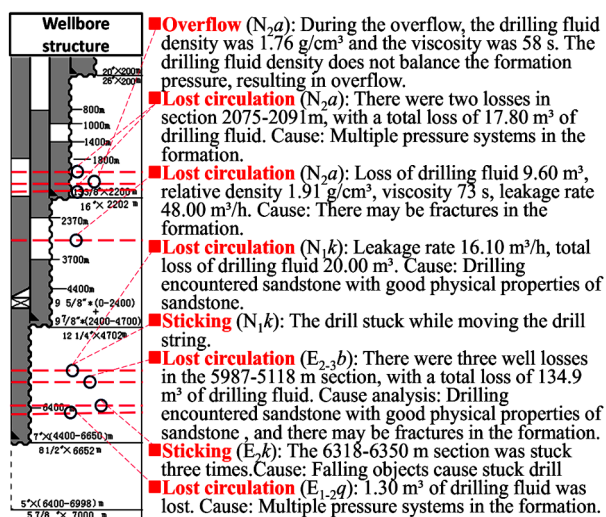 Wellbore
structure
20"×200m
26"×200m
800m
1000m
1400m
1800m
13 3/8"×2200m
16"× 2202 m
2370m
3700m
4400m
9 5/8"*(0-2400)
+
9 7/8"*(2400-4700)
12 1/4"×4702m
6400m
7"×(4400-6650)m
8 1/2"× 6652m
5"×(6400-6998)m
5 7/8 "× 7000 m
■Overflow (N₂a): During the overflow, the drilling fluid
density was 1.76 g/cm³ and the viscosity was 58 s. The
drilling fluid density does not balance the formation
pressure, resulting in overflow.
■Lost circulation (N₂a): There were two losses in
section 2075-2091m, with a total loss of 17.80 m³ of
drilling fluid. Cause: Multiple pressure systems in the
formation.
■Lost circulation (N₂a): Loss of drilling fluid 9.60 m³,
relative density 1.91 g/cm³, viscosity 73 s, leakage rate
48.00 m³/h. Cause: There may be fractures in the
formation.
■Lost circulation (N₁k): Leakage rate 16.10 m³/h, total
loss of drilling fluid 20.00 m³. Cause: Drilling
encountered sandstone with good physical properties of
sandstone.
■Sticking (N₁k): The drill stuck while moving the drill
string.
■Lost circulation (E₂₋₃b): There were three well losses
in the 5987-5118 m section, with a total loss of 134.9
m³ of drilling fluid. Cause analysis: Drilling
encountered sandstone with good physical properties of
sandstone , and there may be fractures in the formation.
■Sticking (E₂k): The 6318-6350 m section was stuck
three times.Cause: Falling objects cause stuck drill
■Lost circulation (E₁₋₂q): 1.30 m³ of drilling fluid was
lost. Cause: Multiple pressure systems in the formation.